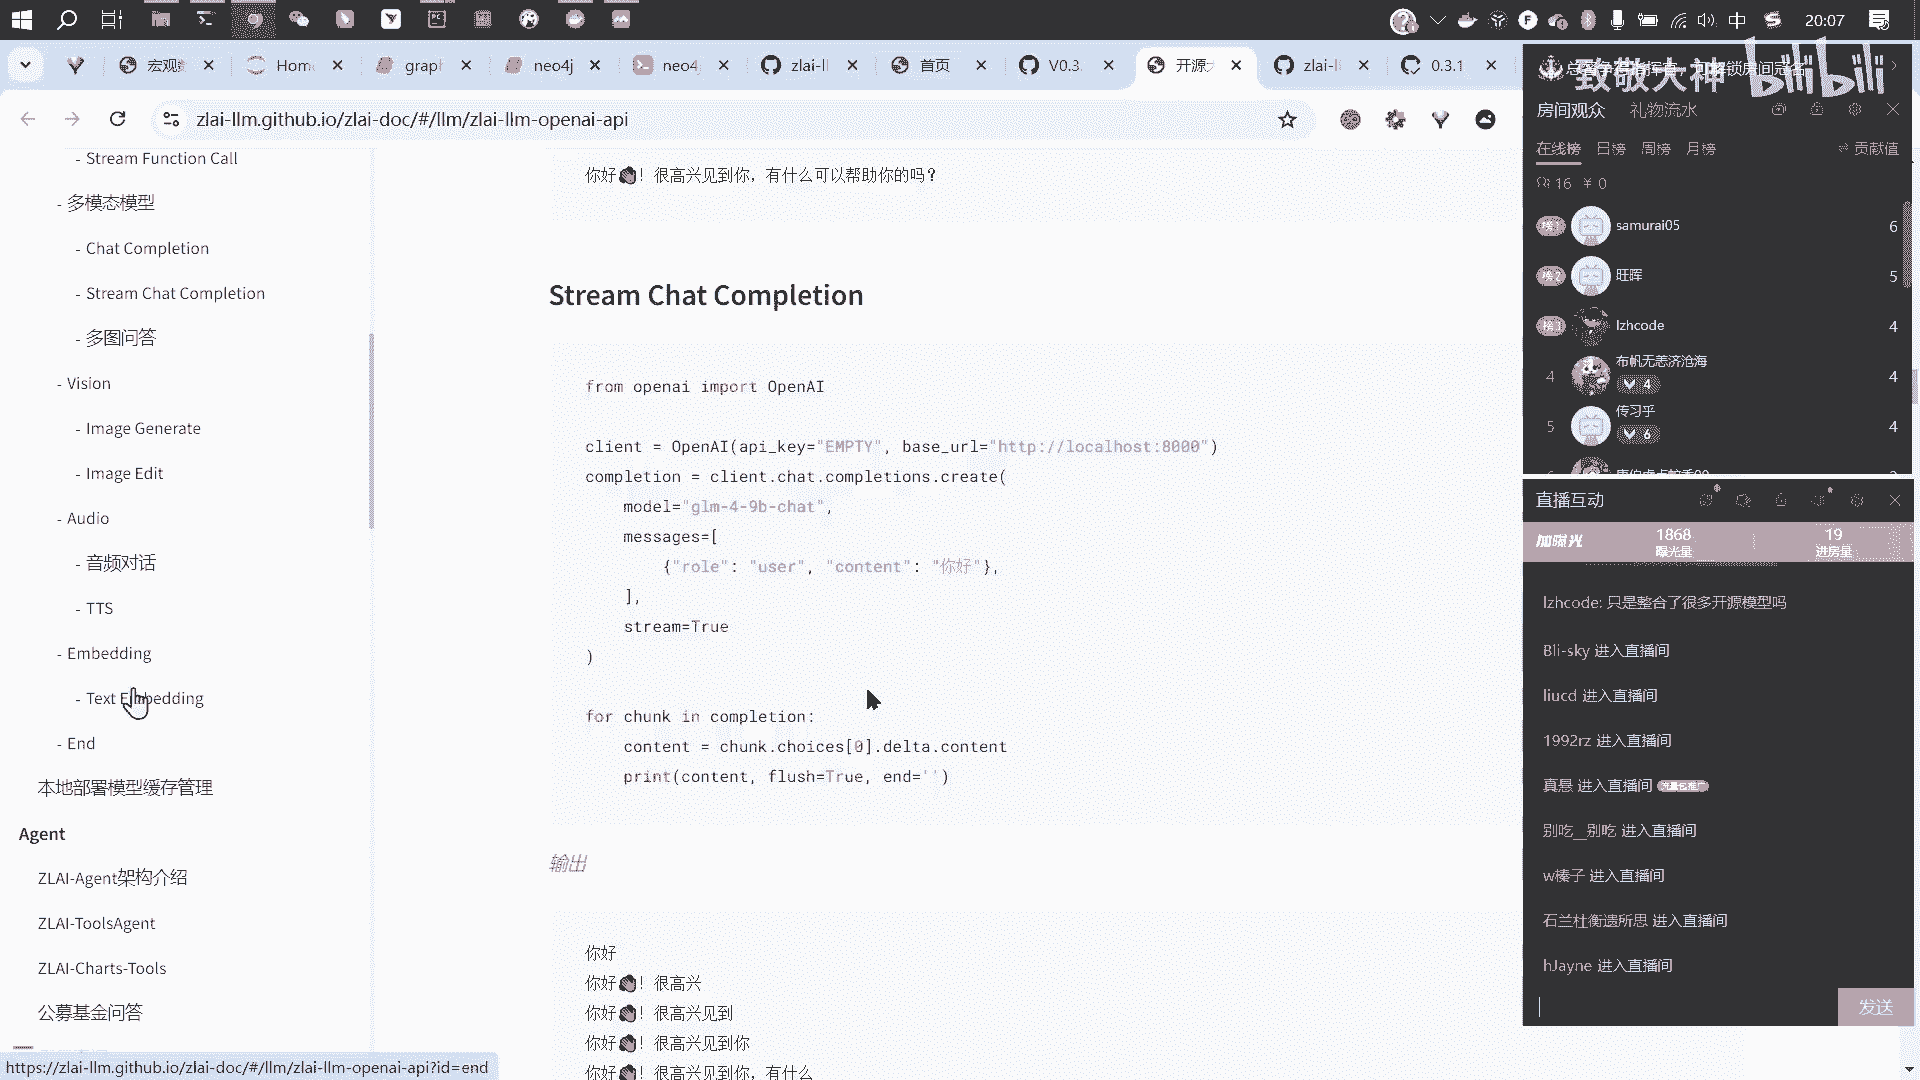 20:07
宏观
Hom
grap
neo4j
neo4
zlai-ll
首页
V0.3
开源
zlai-l
0.3.1
zlai-llm.github.io/zlai-doc/#/llm/zlai-llm-openai-api
- Stream Function Call
- 多模态模型
- Chat Completion
- Stream Chat Completion
- 多图问答
- Vision
- Image Generate
- Image Edit
- Audio
- 音频对话
- TTS
- Embedding
- Text Embedding
- End
本地部署模型缓存管理
Agent
ZLAI-Agent架构介绍
ZLAI-ToolsAgent
ZLAI-Charts-Tools
公募基金问答
https://zlai-llm.github.io/zlai-doc/#/llm/zlai-llm-openai-api?id=end
你好👋！很高兴见到你，有什么可以帮助你的吗？
Stream Chat Completion
from openai import OpenAI
client = OpenAI(api_key="EMPTY", base_url="http://localhost:8000")
completion = client.chat.completions.create(
model="glm-4-9b-chat",
messages=[
{"role": "user", "content": "你好"},
],
stream=True
)
for chunk in completion:
content = chunk.choices[0].delta.content
print(content, flush=True, end='')
输出
你好
你好👋！很高兴
你好👋！很高兴见到
你好👋！很高兴见到你
你好👋！很高兴见到你，有什么
致敬大神 bilibili
房间观众 礼物流水
在线榜 日榜 周榜 月榜 贡献值
16 ¥ 0
榜1 samurai05 6
榜2 旺晖 5
榜3 lzhcode 4
4 布帆无恙济沧海 4
4
5 传习乎 4
6
直播互动
加曝光 1868 19
曝光量 进房量
lzhcode: 只是整合了很多开源模型吗
Bli-sky 进入直播间
liucd 进入直播间
1992rz 进入直播间
真悬 进入直播间 流量包推广
别吃__别吃 进入直播间
w榛子 进入直播间
石兰杜衡遗所思 进入直播间
hJayne 进入直播间
发送